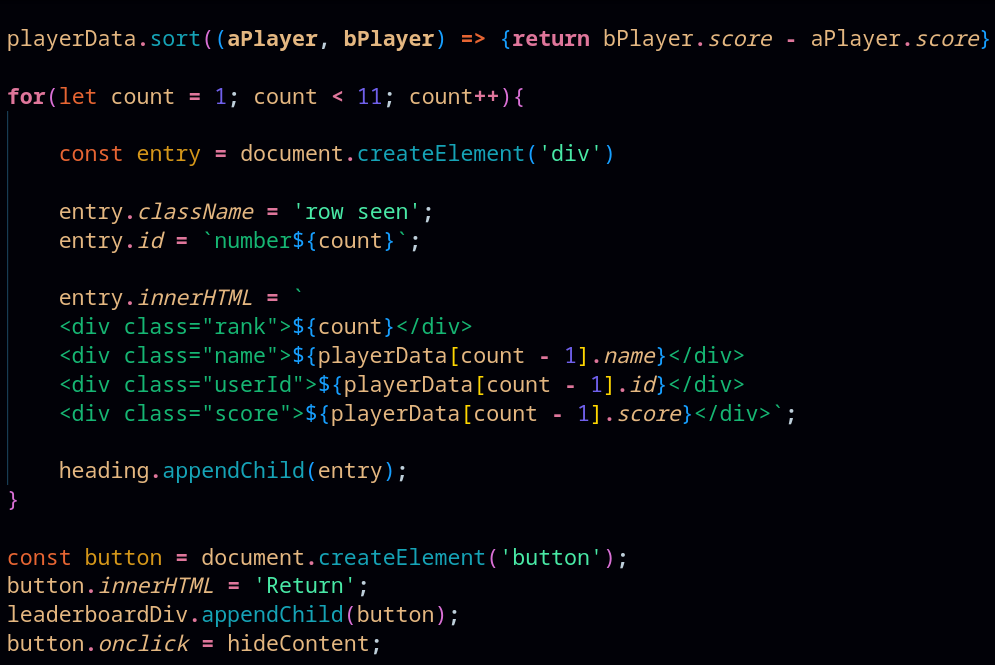 playerData.sort((aPlayer, bPlayer) => {return bPlayer.score - aPlayer.score}
for(let count = 1; count < 11; count++){
const entry = document.createElement('div')
entry.className = 'row seen';
entry.id = `number${count}`;
entry.innerHTML = `
<div class="rank">${count}</div>
<div class="name">${playerData[count - 1].name}</div>
<div class="userId">${playerData[count - 1].id}</div>
<div class="score">${playerData[count - 1].score}</div>`;
heading.appendChild(entry);
}
const button = document.createElement('button');
button.innerHTML = 'Return';
leaderboardDiv.appendChild(button);
button.onclick = hideContent;